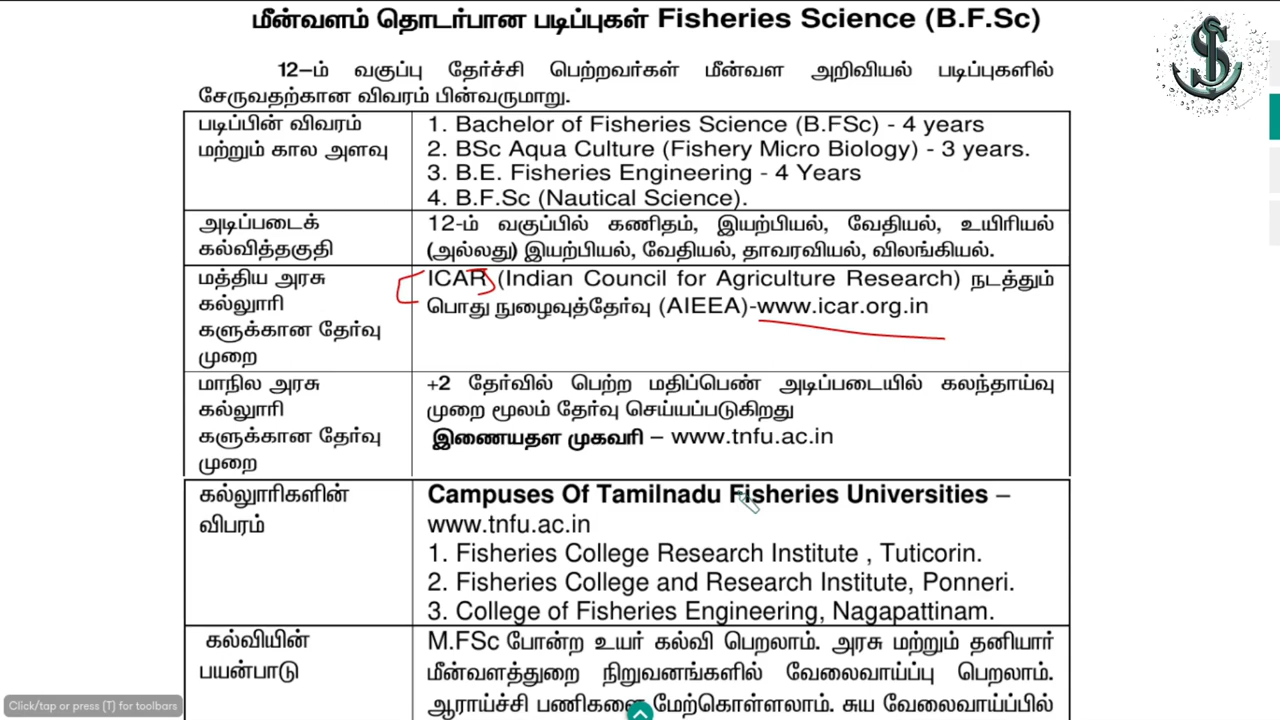 மீன்வளம் தொடர்பான படிப்புகள் Fisheries Science (B.F.Sc)
12–ம் வகுப்பு தேர்ச்சி பெற்றவர்கள் மீன்வள அறிவியல் படிப்புகளில்
சேருவதற்கான விவரம் பின்வருமாறு.
படிப்பின் விவரம்
மற்றும் கால அளவு
1. Bachelor of Fisheries Science (B.FSc) - 4 years
2. BSc Aqua Culture (Fishery Micro Biology) - 3 years.
3. B.E. Fisheries Engineering - 4 Years
4. B.F.Sc (Nautical Science).
அடிப்படைக்
கல்வித்தகுதி
12-ம் வகுப்பில் கணிதம், இயற்பியல், வேதியல், உயிரியல்
(அல்லது) இயற்பியல், வேதியல், தாவரவியல், விலங்கியல்.
மத்திய அரசு
கல்லூரி
களுக்கான தேர்வு
முறை
ICAR (Indian Council for Agriculture Research) நடத்தும்
பொது நுழைவுத்தேர்வு (AIEEA)-www.icar.org.in
மாநில அரசு
கல்லூரி
களுக்கான தேர்வு
முறை
+2 தேர்வில் பெற்ற மதிப்பெண் அடிப்படையில் கலந்தாய்வு
முறை மூலம் தேர்வு செய்யப்படுகிறது
இணையதள முகவரி – www.tnfu.ac.in
கல்லூரிகளின்
விபரம்
Campuses Of Tamilnadu Fisheries Universities –
www.tnfu.ac.in
1. Fisheries College Research Institute , Tuticorin.
2. Fisheries College and Research Institute, Ponneri.
3. College of Fisheries Engineering, Nagapattinam.
கல்வியின்
பயன்பாடு
M.FSc போன்ற உயர் கல்வி பெறலாம். அரசு மற்றும் தனியார்
மீன்வளத்துறை நிறுவனங்களில் வேலைவாய்ப்பு பெறலாம்.
ஆராய்ச்சி பணிகளை மேற்கொள்ளலாம். சுய வேலைவாய்ப்பில்
Click/tap or press (T) for toolbars